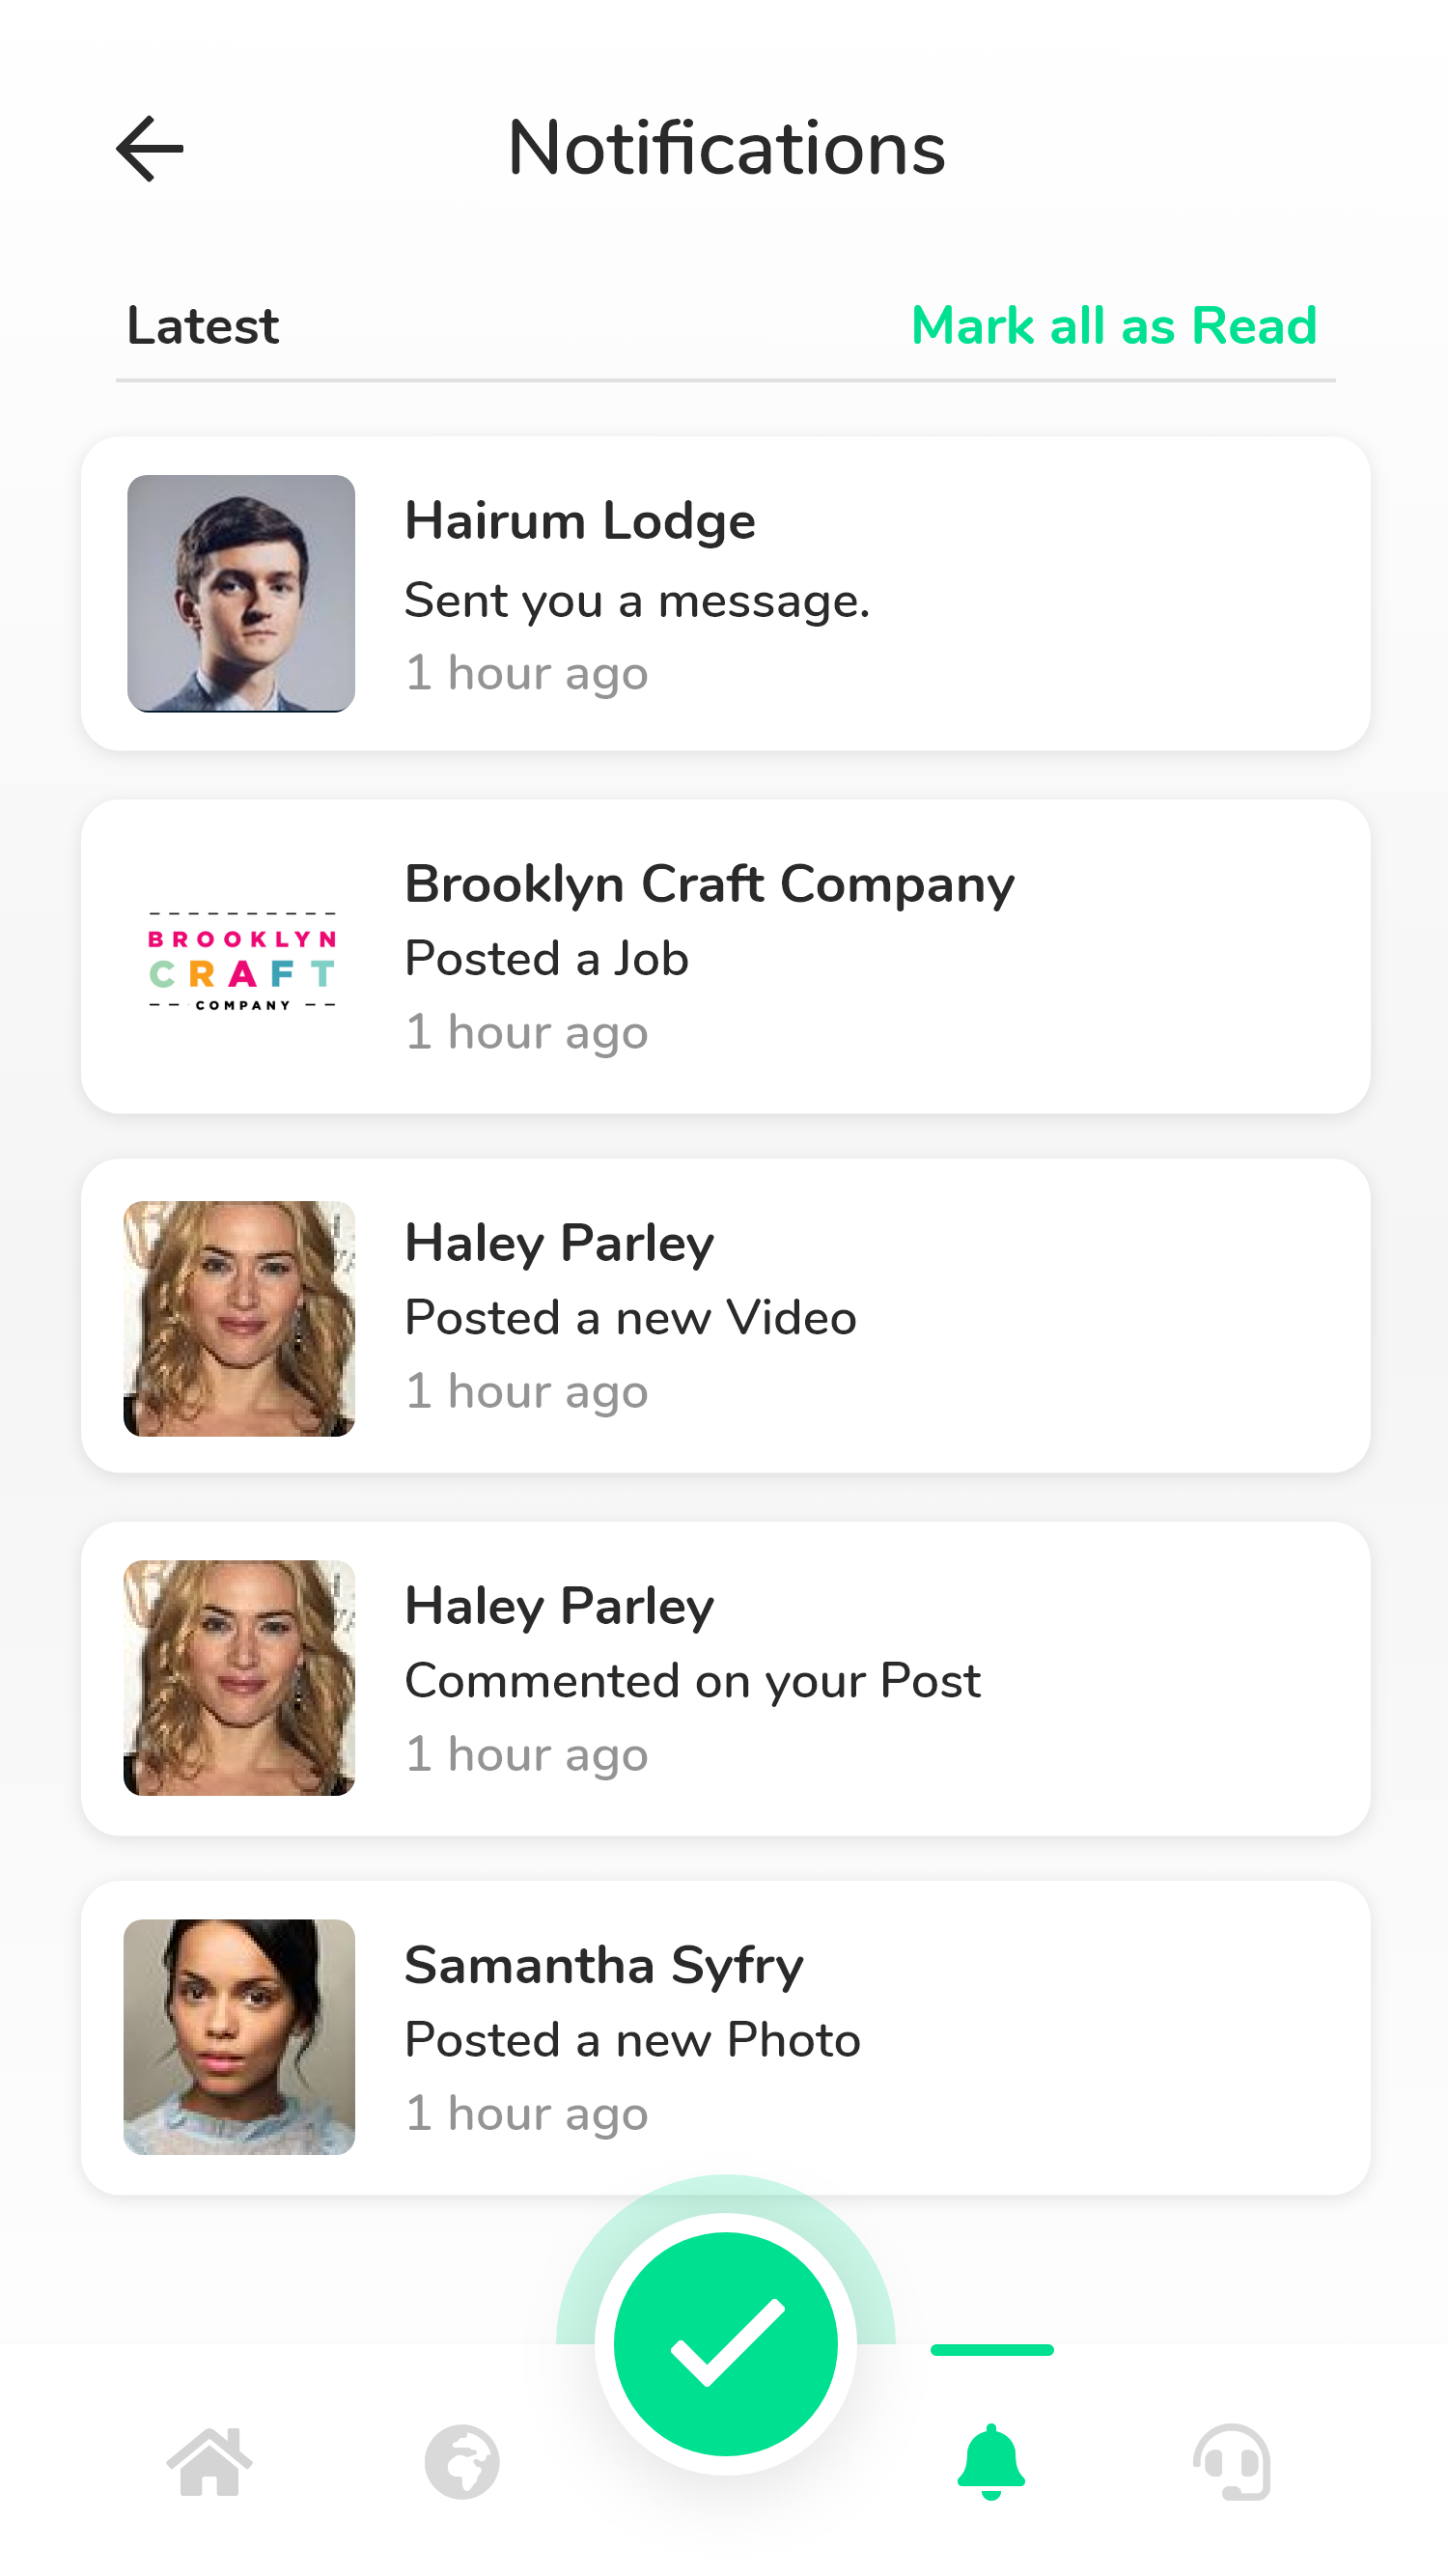 Notifications
Latest
Mark all as Read
Hairum Lodge
Sent you a message.
1 hour ago
BROOKLYN
CRAFT
COMPANY
Brooklyn Craft Company
Posted a Job
1 hour ago
Haley Parley
Posted a new Video
1 hour ago
Haley Parley
Commented on your Post
1 hour ago
Samantha Syfry
Posted a new Photo
1 hour ago